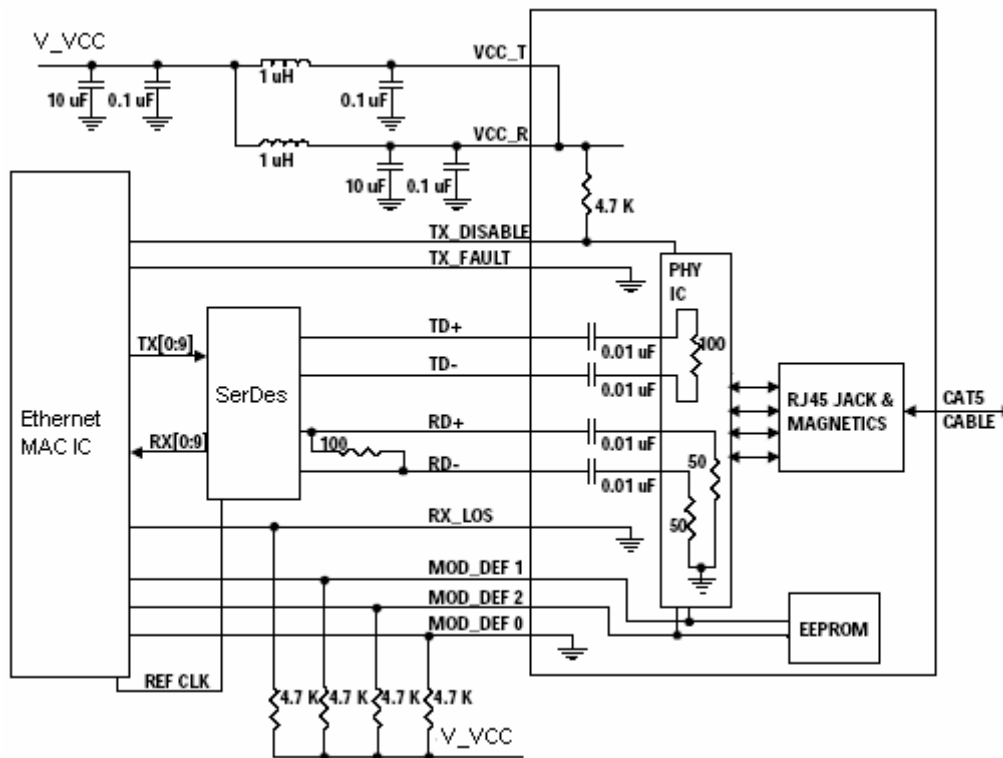 V_VCC
VCC_T
1 uH
10 uF
0.1 uF
0.1 uF
VCC_R
1 uH
10 uF
0.1 uF
4.7 K
TX_DISABLE
TX_FAULT
PHY
IC
TD+
TX[0:9]
0.01 uF
100
TD-
SerDes
0.01 uF
RJ45 JACK &
MAGNETICS
CAT5
CABLE
Ethernet
MAC IC
RD+
RX[0:9]
100
0.01 uF
RD-
50
0.01 uF
50
RX_LOS
MOD_DEF 1
MOD_DEF 2
MOD_DEF 0
EEPROM
REF CLK
4.7 K
4.7 K
4.7 K
4.7 K
V_VCC